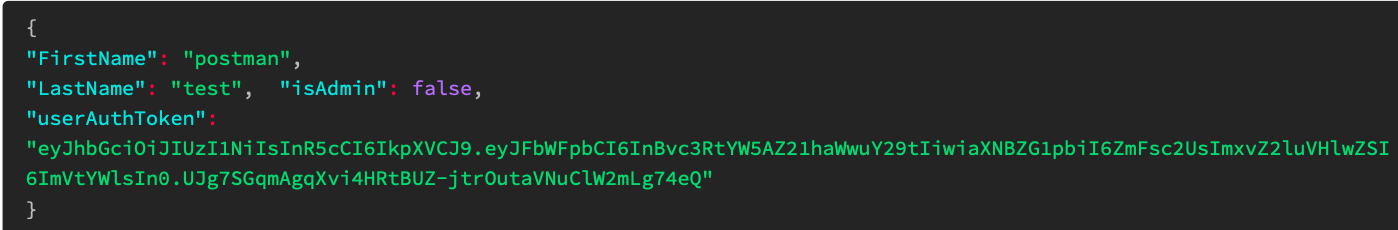 {
"FirstName": "postman",
"LastName": "test", "isAdmin": false,
"userAuthToken":
"eyJhbGciOiJIUzI1NiIsInR5cCI6IkpXVCJ9.eyJFbWFpbCI6InBvc3RtYW5AZ21haWwuY29tIiwiaXNBZG1pbiI6ZmFsc2UsImxvZ2luVHlwZSI
6ImVtYWlsIn0.UJg7SGqmAgqXvi4HRtBUZ-jtrOutaVNuClW2mLg74eQ"
}